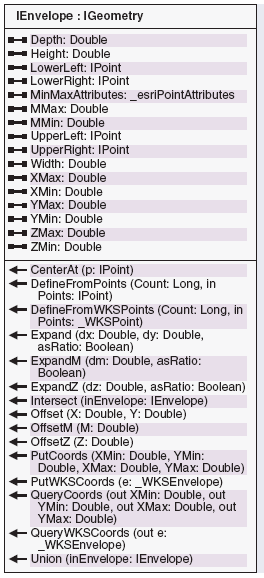 IEnvelope : IGeometry
Depth: Double
Height: Double
LowerLeft: IPoint
LowerRight: IPoint
MinMaxAttributes: _esriPointAttributes
MMax: Double
MMin: Double
UpperLeft: IPoint
UpperRight: IPoint
Width: Double
XMax: Double
XMin: Double
YMax: Double
YMin: Double
ZMax: Double
ZMin: Double
CenterAt (p: IPoint)
DefineFromPoints (Count: Long, in
Points: IPoint)
DefineFromWKSPoints (Count: Long, in
Points: _WKSPoint)
Expand (dx: Double, dy: Double,
asRatio: Boolean)
ExpandM (dm: Double, asRatio:
Boolean)
ExpandZ (dz: Double, asRatio: Boolean)
Intersect (inEnvelope: IEnvelope)
Offset (X: Double, Y: Double)
OffsetM (M: Double)
OffsetZ (Z: Double)
PutCoords (XMin: Double, YMin:
Double, XMax: Double, YMax: Double)
PutWKSCoords (e: _WKSEnvelope)
QueryCoords (out XMin: Double, out
YMin: Double, out XMax: Double, out
YMax: Double)
QueryWKSCoords (out e:
_WKSEnvelope)
Union (inEnvelope: IEnvelope)